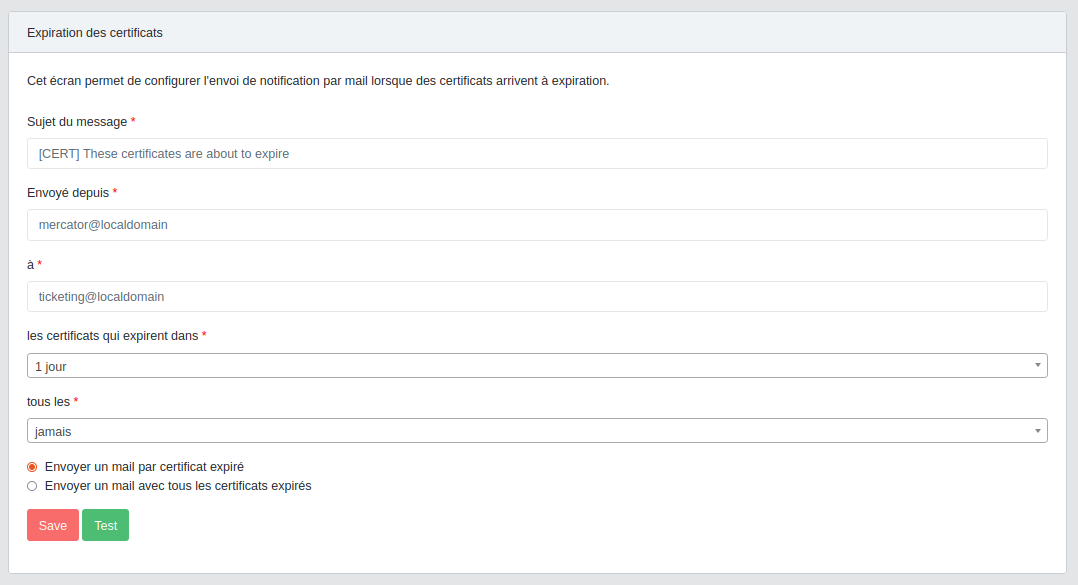 Expiration des certificats
Cet écran permet de configurer l'envoi de notification par mail lorsque des certificats arrivent à expiration.
Sujet du message *
[CERT] These certificates are about to expire
Envoyé depuis *
mercator@localdomain
à *
ticketing@localdomain
les certificats qui expirent dans *
1 jour
tous les *
jamais
Envoyer un mail par certificat expiré
Envoyer un mail avec tous les certificats expirés
Save Test